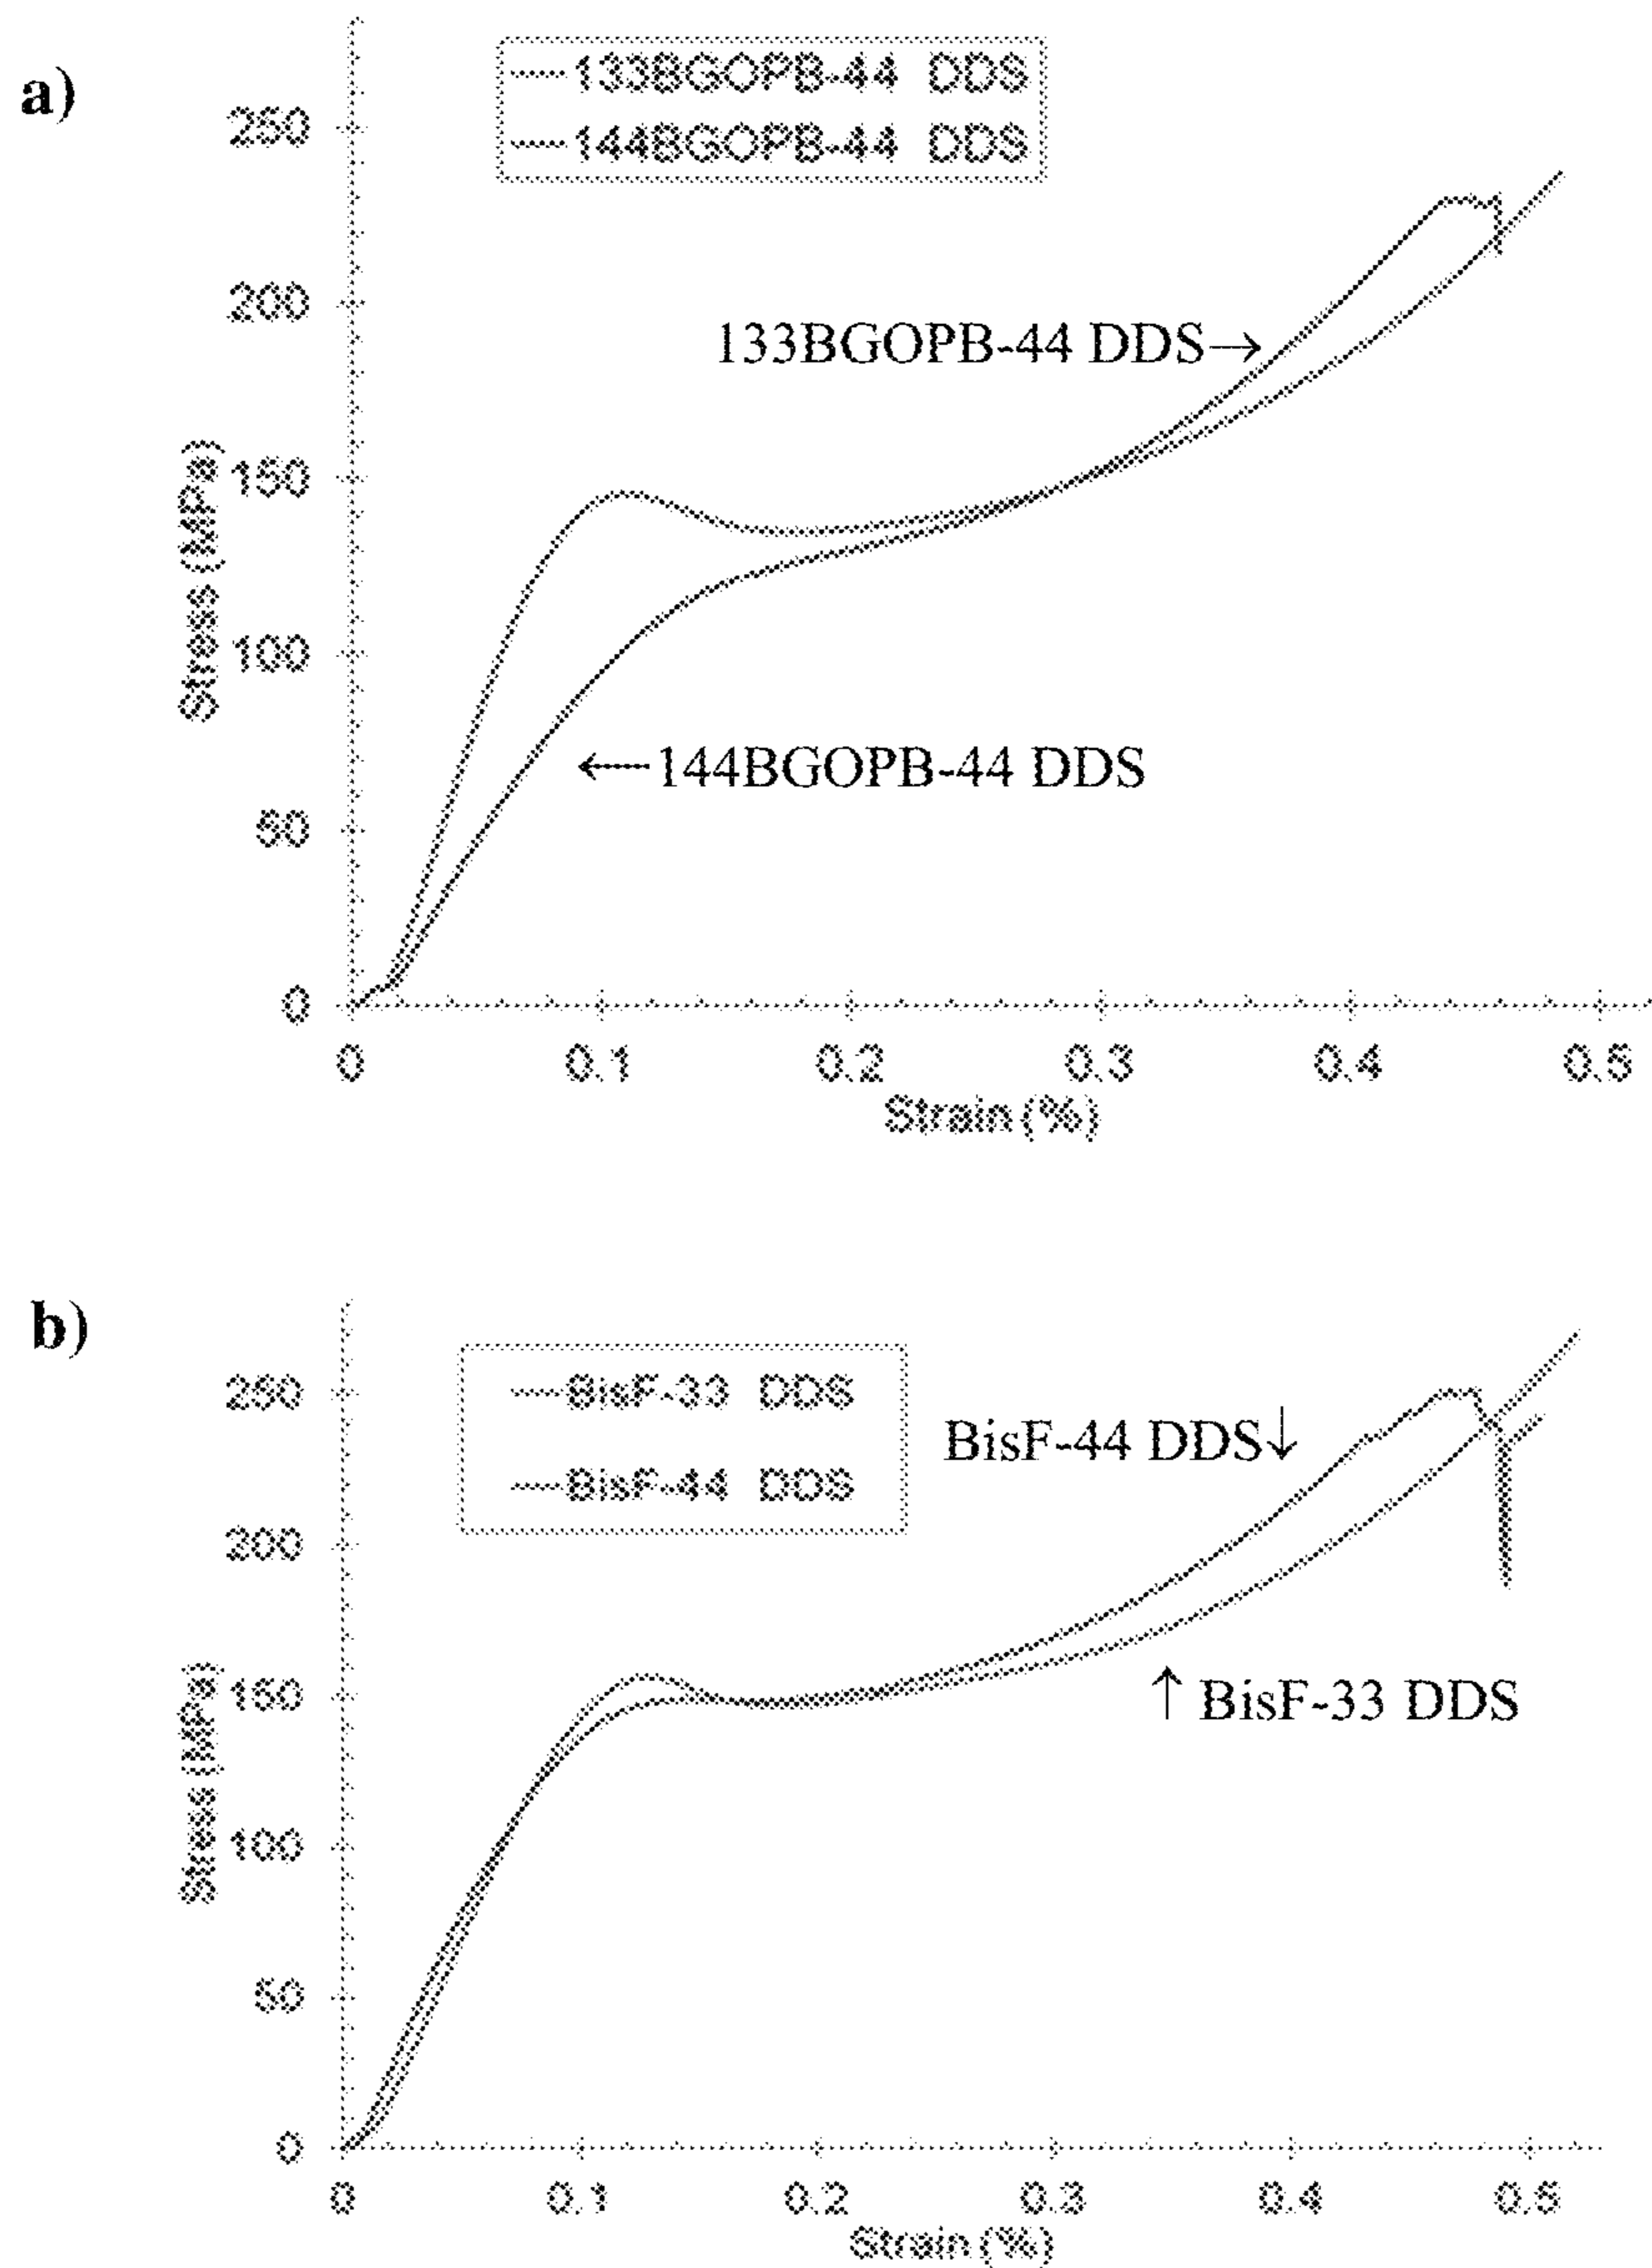 a)
133BGOPB-44 DDS
144BGOPB-44 DDS
250
200
150
100
50
0
Stress (MPa)
133BGOPB-44 DDS→
←144BGOPB-44 DDS
0 0.1 0.2 0.3 0.4 0.5
Strain (%)
b)
BisF-33 DDS
BisF-44 DDS
250
200
150
100
50
0
Stress (MPa)
BisF-44 DDS↓
↑ BisF-33 DDS
0 0.1 0.2 0.3 0.4 0.5
Strain (%)